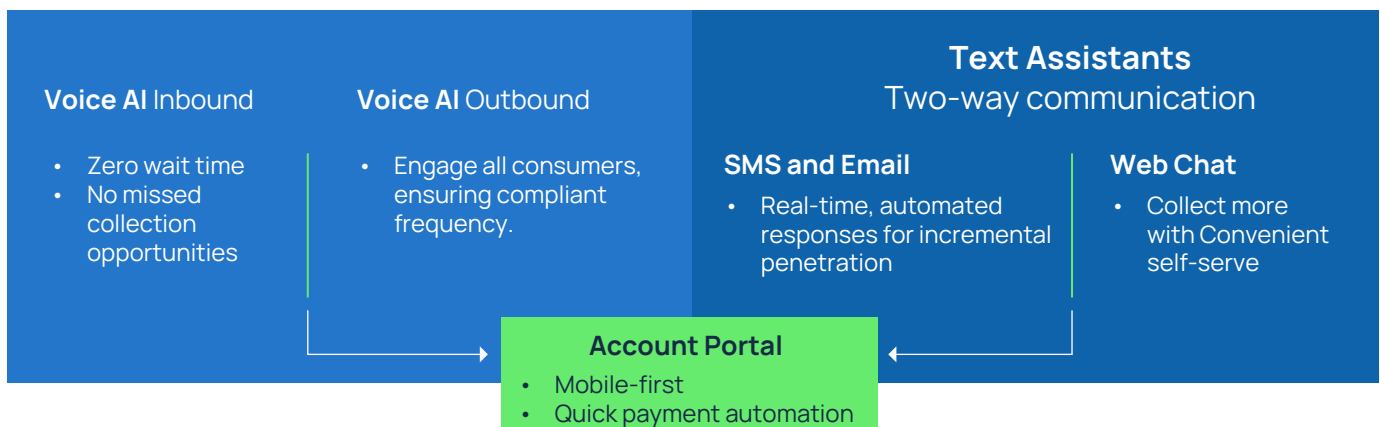 Voice AI Inbound
• Zero wait time
• No missed
collection
opportunities
Voice AI Outbound
• Engage all consumers,
ensuring compliant
frequency.
Text Assistants
Two-way communication
SMS and Email
• Real-time, automated
responses for incremental
penetration
Web Chat
• Collect more
with Convenient
self-serve
Account Portal
• Mobile-first
• Quick payment automation